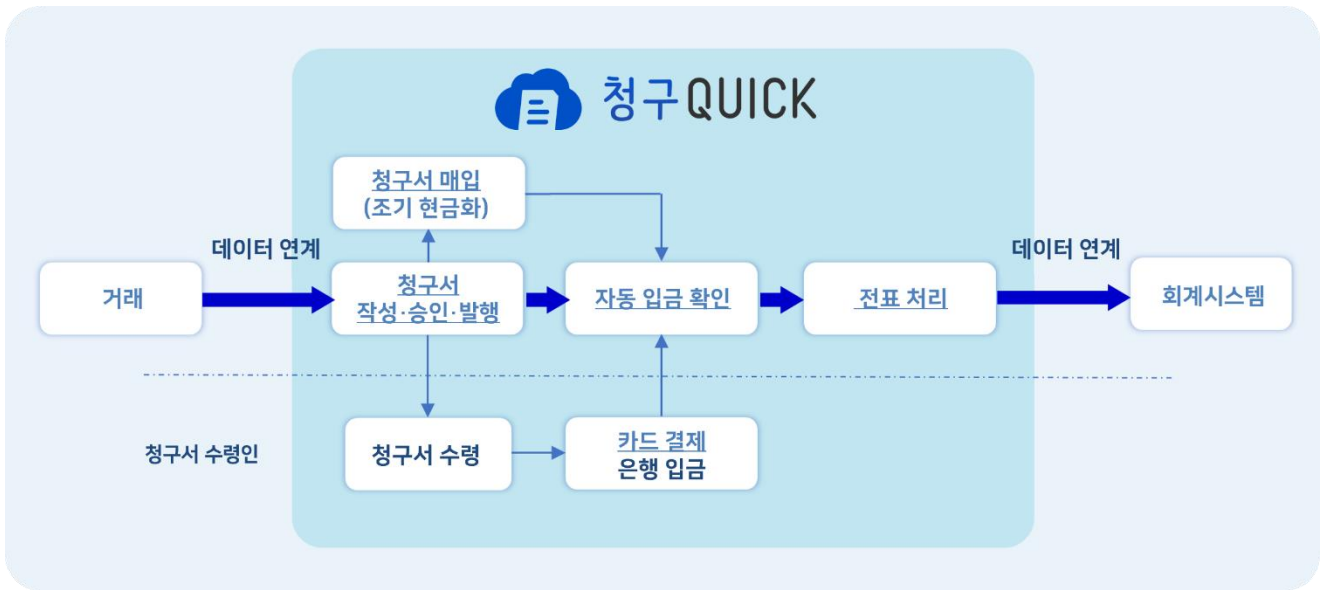 청구QUICK
청구서 매입
(조기 현금화)
데이터 연계
데이터 연계
거래
청구서
작성·승인·발행
자동 입금 확인
전표 처리
회계시스템
청구서 수령인
청구서 수령
카드 결제
은행 입금